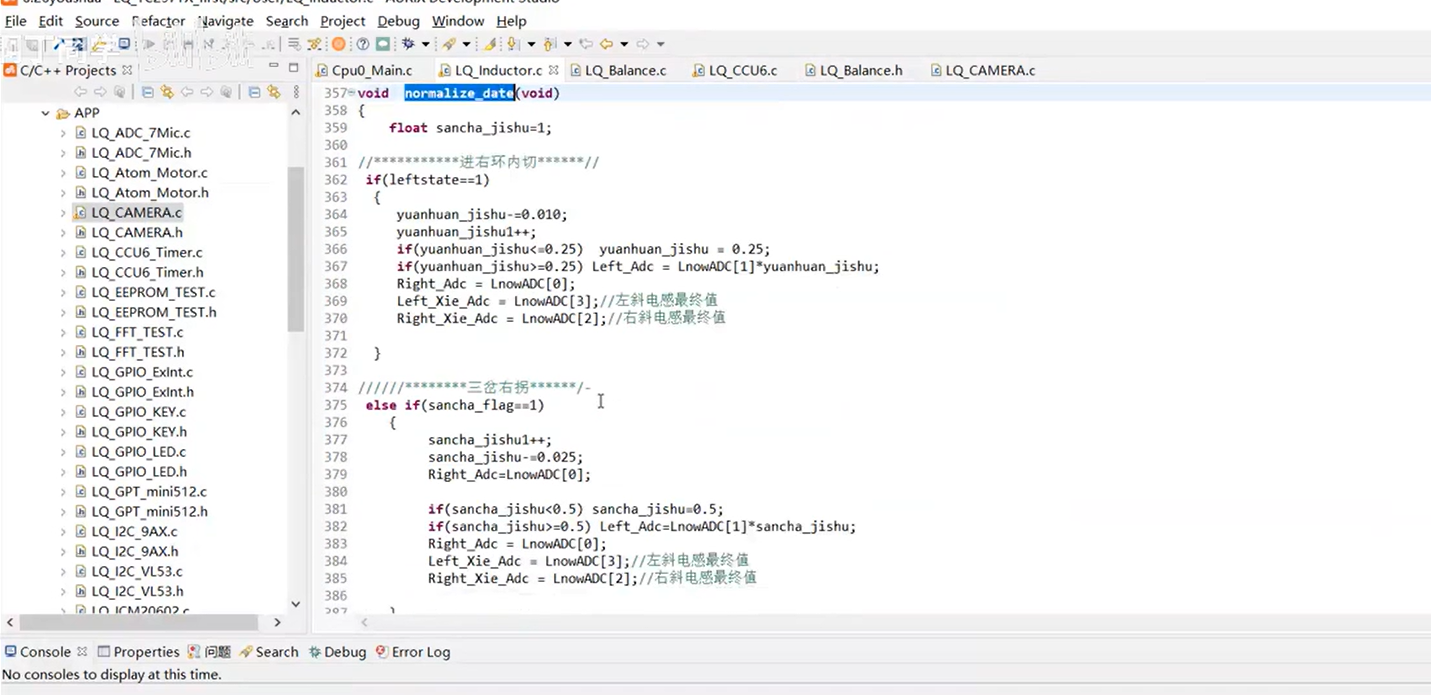 LQ_Inductor.c - AURIX Development Studio
File Edit Source Refactor Navigate Search Project Debug Window Help
C/C++ Projects
Cpu0_Main.c LQ_Inductor.c LQ_Balance.c LQ_CCU6.c LQ_Balance.h LQ_CAMERA.c
APP
LQ_ADC_7Mic.c
LQ_ADC_7Mic.h
LQ_Atom_Motor.c
LQ_Atom_Motor.h
LQ_CAMERA.c
LQ_CAMERA.h
LQ_CCU6_Timer.c
LQ_CCU6_Timer.h
LQ_EEPROM_TEST.c
LQ_EEPROM_TEST.h
LQ_FFT_TEST.c
LQ_FFT_TEST.h
LQ_GPIO_ExInt.c
LQ_GPIO_ExInt.h
LQ_GPIO_KEY.c
LQ_GPIO_KEY.h
LQ_GPIO_LED.c
LQ_GPIO_LED.h
LQ_GPT_mini512.c
LQ_GPT_mini512.h
LQ_I2C_9AX.c
LQ_I2C_9AX.h
LQ_I2C_VL53.c
LQ_I2C_VL53.h
LQ_ICM20602.c
357 void normalize_date(void)
358 {
359 float sancha_jishu=1;
360
361 //***********进右环内切******//
362 if(leftstate==1)
363 {
364 yuanhuan_jishu-=0.010;
365 yuanhuan_jishu1++;
366 if(yuanhuan_jishu<=0.25) yuanhuan_jishu = 0.25;
367 if(yuanhuan_jishu>=0.25) Left_Adc = LnowADC[1]*yuanhuan_jishu;
368 Right_Adc = LnowADC[0];
369 Left_Xie_Adc = LnowADC[3];//左斜电感最终值
370 Right_Xie_Adc = LnowADC[2];//右斜电感最终值
371
372 }
373
374 //////********三岔右拐******/-
375 else if(sancha_flag==1)
376 {
377 sancha_jishu1++;
378 sancha_jishu-=0.025;
379 Right_Adc=LnowADC[0];
380
381 if(sancha_jishu<0.5) sancha_jishu=0.5;
382 if(sancha_jishu>=0.5) Left_Adc=LnowADC[1]*sancha_jishu;
383 Right_Adc = LnowADC[0];
384 Left_Xie_Adc = LnowADC[3];//左斜电感最终值
385 Right_Xie_Adc = LnowADC[2];//右斜电感最终值
386
387 }
Console Properties 问题 Search Debug Error Log
No consoles to display at this time.